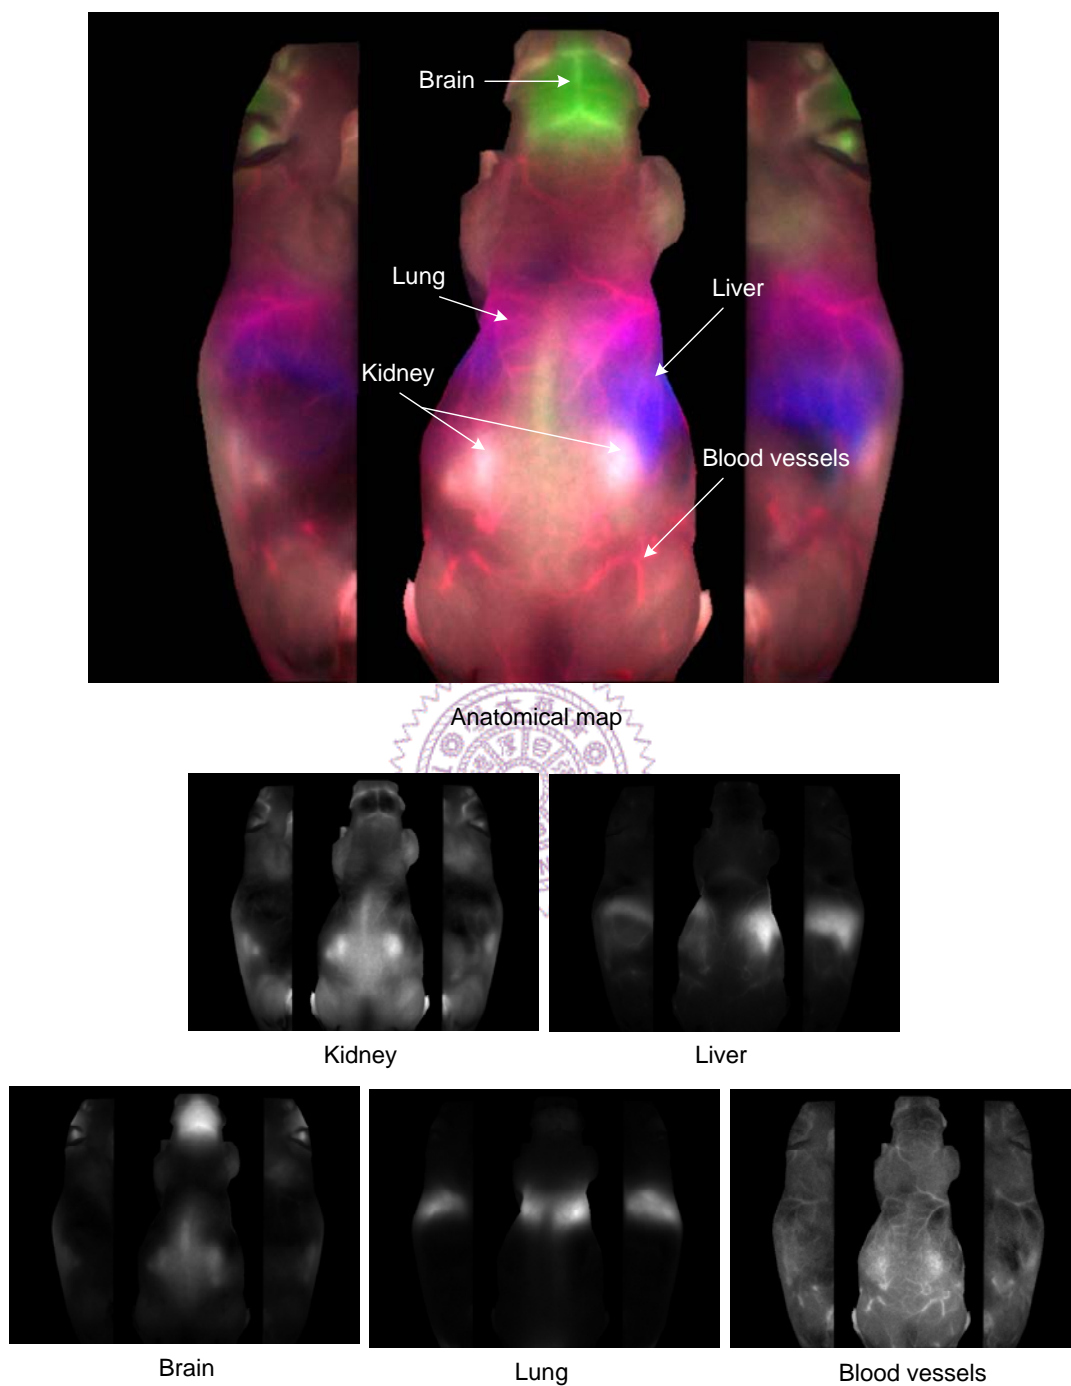 Brain
Lung
Liver
Kidney
Blood vessels
Anatomical map
Kidney
Liver
Brain
Lung
Blood vessels